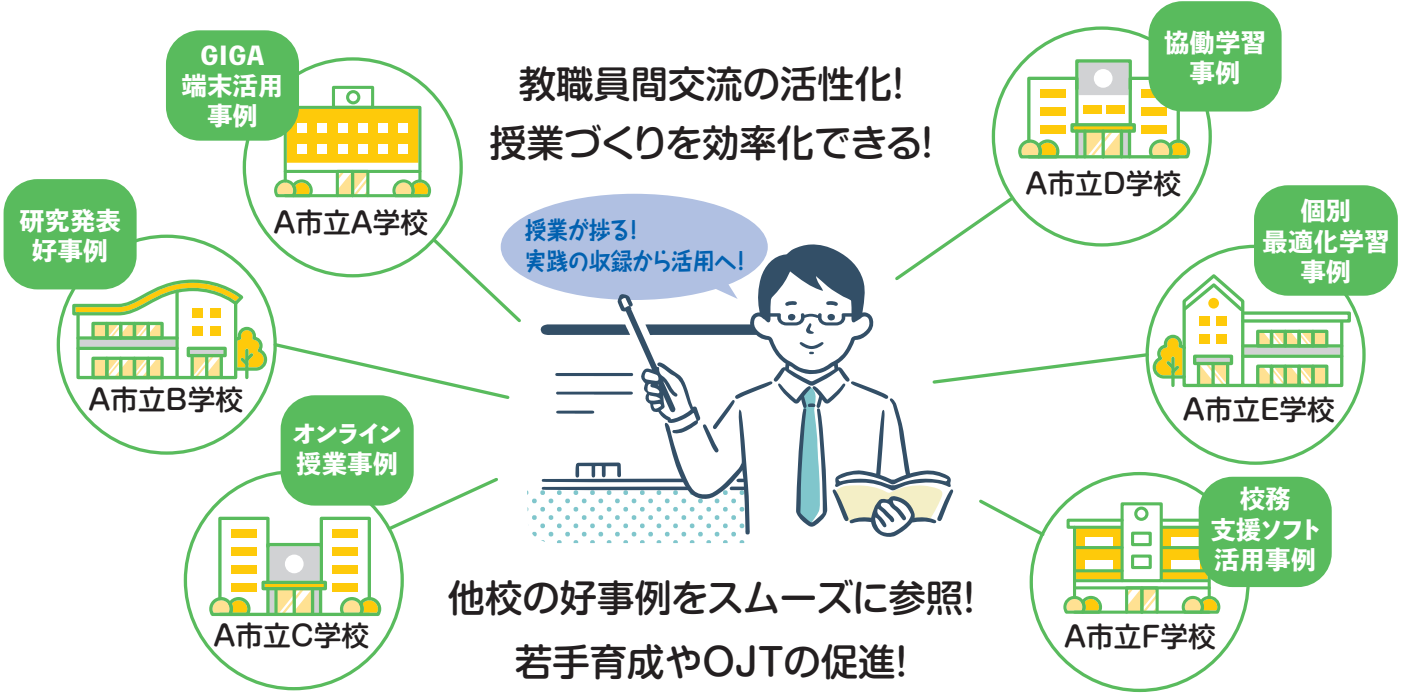 教職員間交流の活性化!
授業づくりを効率化できる!
GIGA
端末活用
事例
A市立A学校
研究発表
好事例
A市立B学校
オンライン
授業事例
A市立C学校
授業が捗る!
実践の収録から活用へ!
協働学習
事例
A市立D学校
個別
最適化学習
事例
A市立E学校
校務
支援ソフト
活用事例
A市立F学校
他校の好事例をスムーズに参照!
若手育成やOJTの促進!